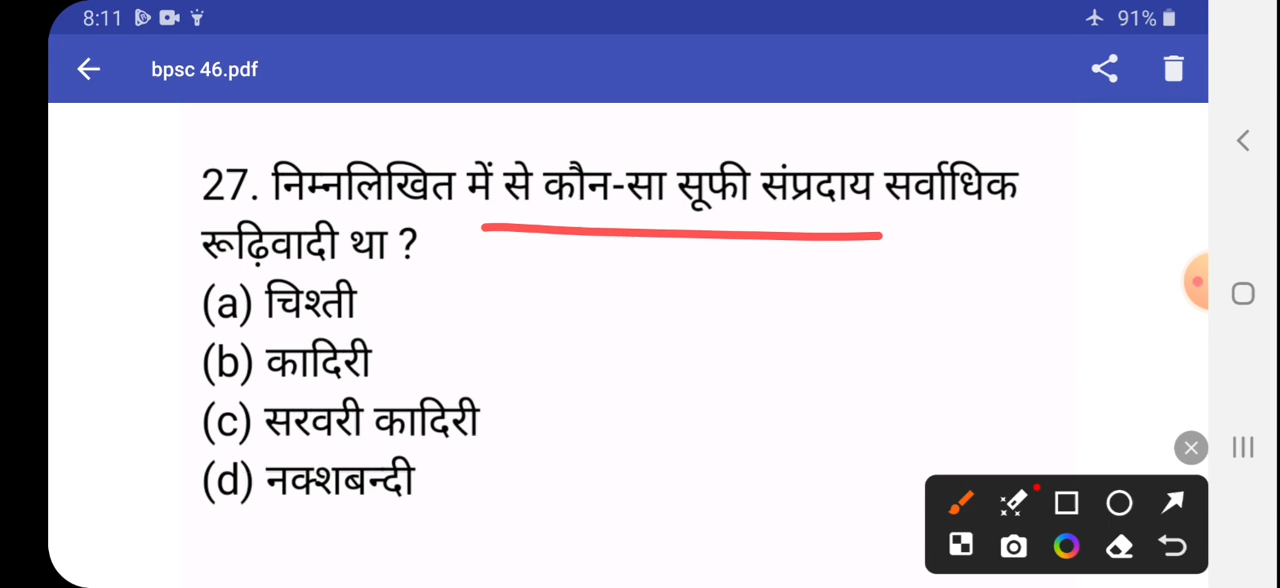 8:11
91%
bpsc 46.pdf
27. निम्नलिखित में से कौन-सा सूफी संप्रदाय सर्वाधिक
रूढ़िवादी था ?
(a) चिश्ती
(b) कादिरी
(c) सरवरी कादिरी
(d) नक्शबन्दी